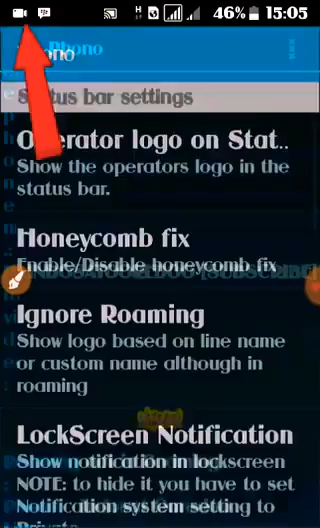 H 46% 15:05
Phono
Status bar settings
Operator logo on Stat..
Show the operators logo in the
status bar.
Honeycomb fix
Enable/Disable honeycomb fix
Ignore Roaming
Show logo based on line name
or custom name although in
roaming
LockScreen Notification
Show notification in lockscreen
NOTE: to hide it you have to set
Notification system setting to
Private